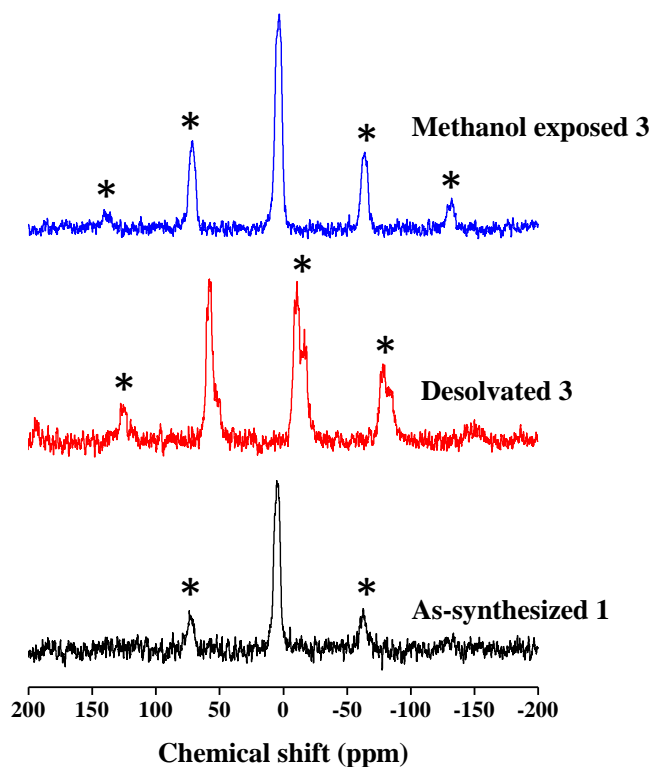 *
*
*
*
Methanol exposed 3
*
*
*
Desolvated 3
*
*
As-synthesized 1
200 150 100 50 0 -50 -100 -150 -200
Chemical shift (ppm)